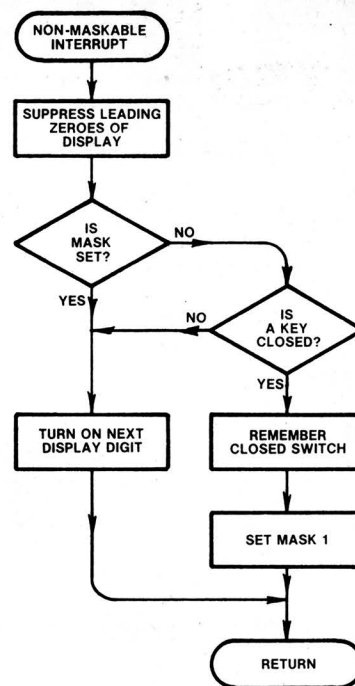 NON-MASKABLE
INTERRUPT
SUPPRESS LEADING
ZEROES OF
DISPLAY
IS
MASK
SET?
NO
YES
IS
A KEY
CLOSED?
NO
YES
TURN ON NEXT
DISPLAY DIGIT
REMEMBER
CLOSED SWITCH
SET MASK 1
RETURN